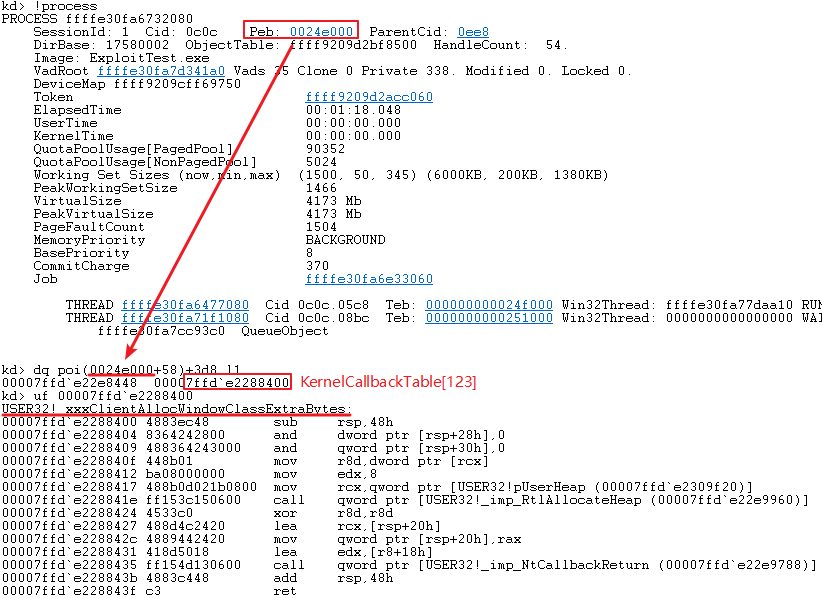 kd> !process
PROCESS ffffe30fa6732080
SessionId: 1 Cid: 0c0c Peb: 0024e000 ParentCid: 0ee8
DirBase: 17580002 ObjectTable: ffff9209d2bf8500 HandleCount: 54.
Image: ExploitTest.exe
VadRoot ffffe30fa7d341a0 Vads 35 Clone 0 Private 338. Modified 0. Locked 0.
DeviceMap ffff9209cff69750
Token ffff9209d2acc060
ElapsedTime 00:01:18.048
UserTime 00:00:00.000
KernelTime 00:00:00.000
QuotaPoolUsage[PagedPool] 90352
QuotaPoolUsage[NonPagedPool] 5024
Working Set Sizes (now,min,max) (1500, 50, 345) (6000KB, 200KB, 1380KB)
PeakWorkingSetSize 1466
VirtualSize 4173 Mb
PeakVirtualSize 4173 Mb
PageFaultCount 1504
MemoryPriority BACKGROUND
BasePriority 8
CommitCharge 370
Job ffffe30fa6e33060
THREAD ffffe30fa6477080 Cid 0c0c.05c8 Teb: 000000000024f000 Win32Thread: ffffe30fa77daa10 RUN
THREAD ffffe30fa71f1080 Cid 0c0c.08bc Teb: 0000000000251000 Win32Thread: 0000000000000000 WAI
ffffe30fa7cc93c0 QueueObject
kd> dq poi(0024e000+58)+3d8 l1
00007ffd`e22e8448 00007ffd`e2288400 KernelCallbackTable[123]
kd> uf 00007ffd`e2288400
USER32!_xxxClientAllocWindowClassExtraBytes:
00007ffd`e2288400 4883ec48 sub rsp,48h
00007ffd`e2288404 8364242800 and dword ptr [rsp+28h],0
00007ffd`e2288409 488364243000 and qword ptr [rsp+30h],0
00007ffd`e228840f 448b01 mov r8d,dword ptr [rcx]
00007ffd`e2288412 ba08000000 mov edx,8
00007ffd`e2288417 488b0d021b0800 mov rcx,qword ptr [USER32!pUserHeap (00007ffd`e2309f20)]
00007ffd`e228841e ff153c150600 call qword ptr [USER32!_imp_RtlAllocateHeap (00007ffd`e22e9960)]
00007ffd`e2288424 4533c0 xor r8d,r8d
00007ffd`e2288427 488d4c2420 lea rcx,[rsp+20h]
00007ffd`e228842c 4889442420 mov qword ptr [rsp+20h],rax
00007ffd`e2288431 418d5018 lea edx,[r8+18h]
00007ffd`e2288435 ff154d130600 call qword ptr [USER32!_imp_NtCallbackReturn (00007ffd`e22e9788)]
00007ffd`e228843b 4883c448 add rsp,48h
00007ffd`e228843f c3 ret